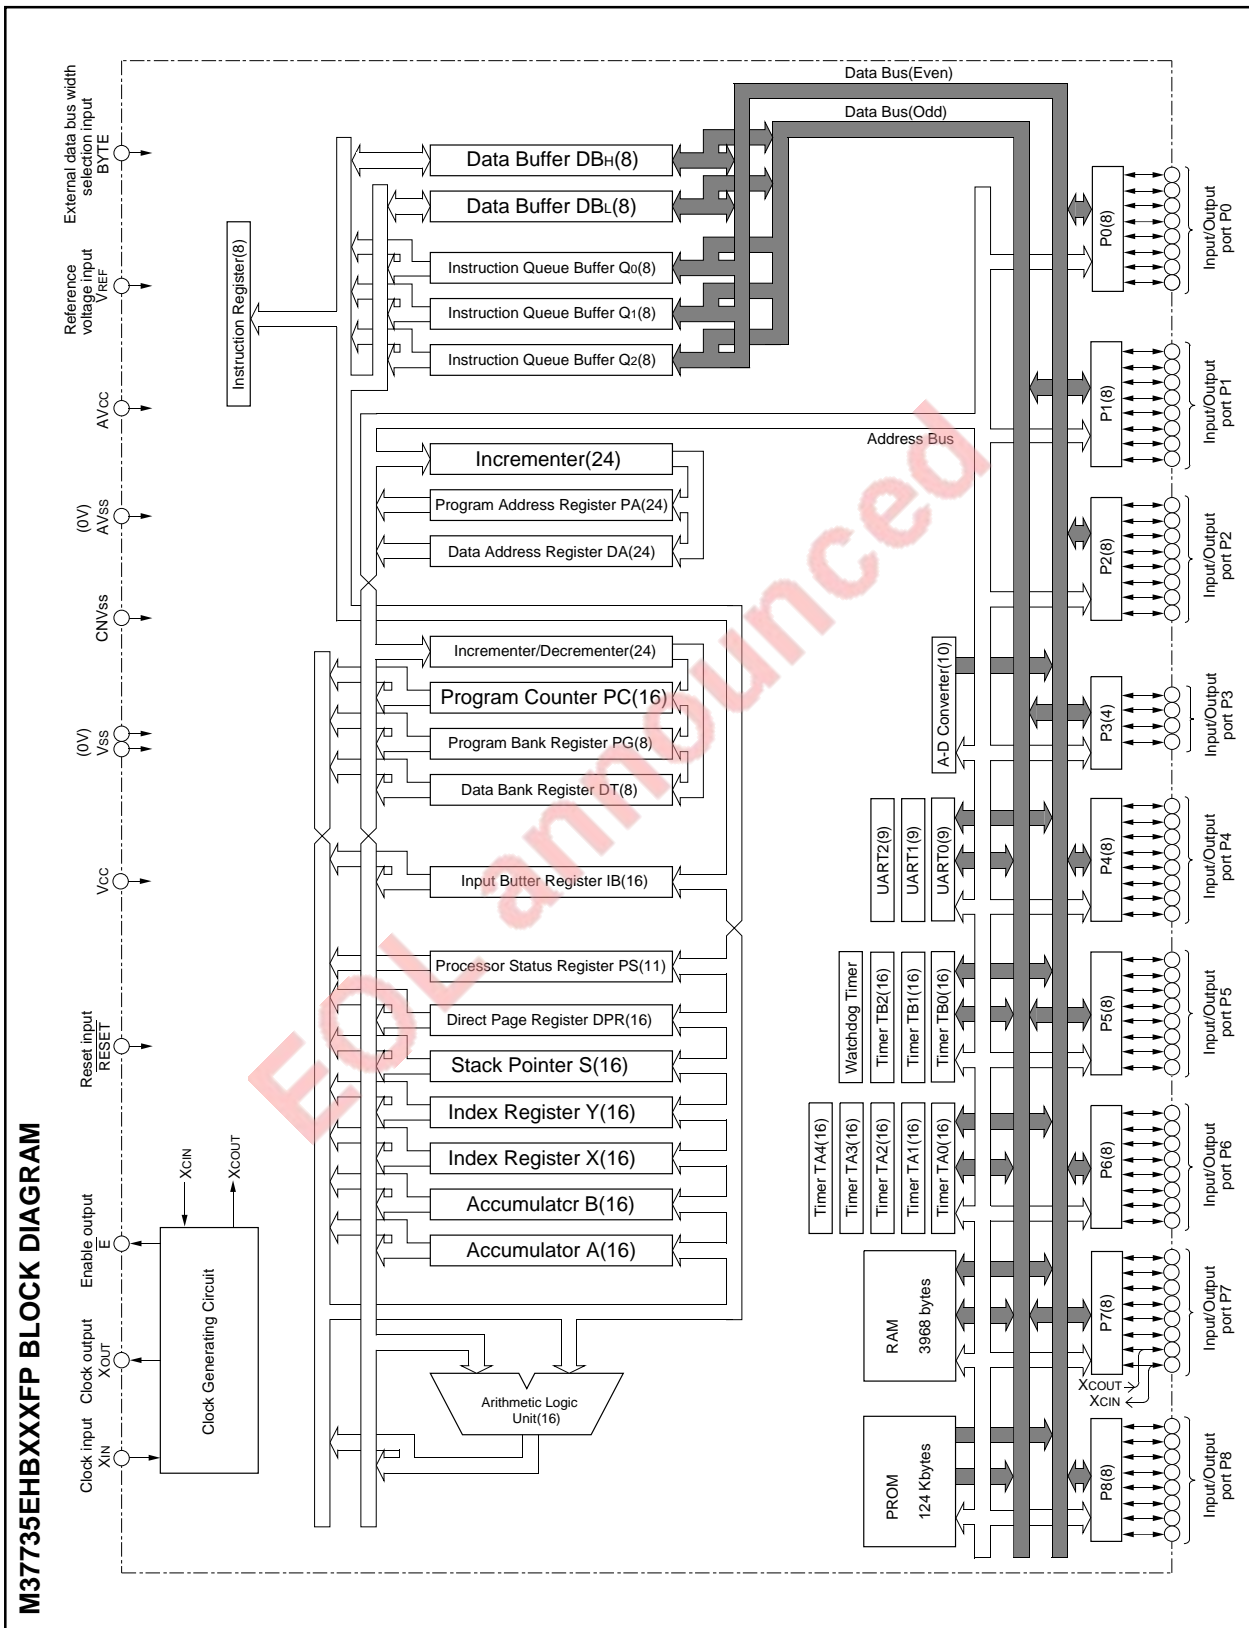 M37735EHBXXXFP BLOCK DIAGRAM
External data bus width
selection input
BYTE
Reference
voltage input
VREF
AVcc
(0V)
AVss
CNVss
(0V)
Vss
Vcc
Reset input
RESET
Enable output
E
Clock output
XOUT
Clock input
XIN
XCIN
XCOUT
Clock Generating Circuit
Instruction Register(8)
Data Bus(Even)
Data Bus(Odd)
Address Bus
Data Buffer DBH(8)
Data Buffer DBL(8)
Instruction Queue Buffer Q0(8)
Instruction Queue Buffer Q1(8)
Instruction Queue Buffer Q2(8)
Incrementer(24)
Program Address Register PA(24)
Data Address Register DA(24)
Incrementer/Decrementer(24)
Program Counter PC(16)
Program Bank Register PG(8)
Data Bank Register DT(8)
Input Butter Register IB(16)
Processor Status Register PS(11)
Direct Page Register DPR(16)
Stack Pointer S(16)
Index Register Y(16)
Index Register X(16)
Accumulatcr B(16)
Accumulator A(16)
Arithmetic Logic
Unit(16)
A-D Converter(10)
UART2(9)
UART1(9)
UART0(9)
Watchdog Timer
Timer TB2(16)
Timer TB1(16)
Timer TB0(16)
Timer TA4(16)
Timer TA3(16)
Timer TA2(16)
Timer TA1(16)
Timer TA0(16)
RAM
3968 bytes
PROM
124 Kbytes
P0(8)
Input/Output
port P0
P1(8)
Input/Output
port P1
P2(8)
Input/Output
port P2
P3(4)
Input/Output
port P3
P4(8)
Input/Output
port P4
P5(8)
Input/Output
port P5
P6(8)
Input/Output
port P6
P7(8)
Input/Output
port P7
XCOUT
XCIN
P8(8)
Input/Output
port P8
EOL announced